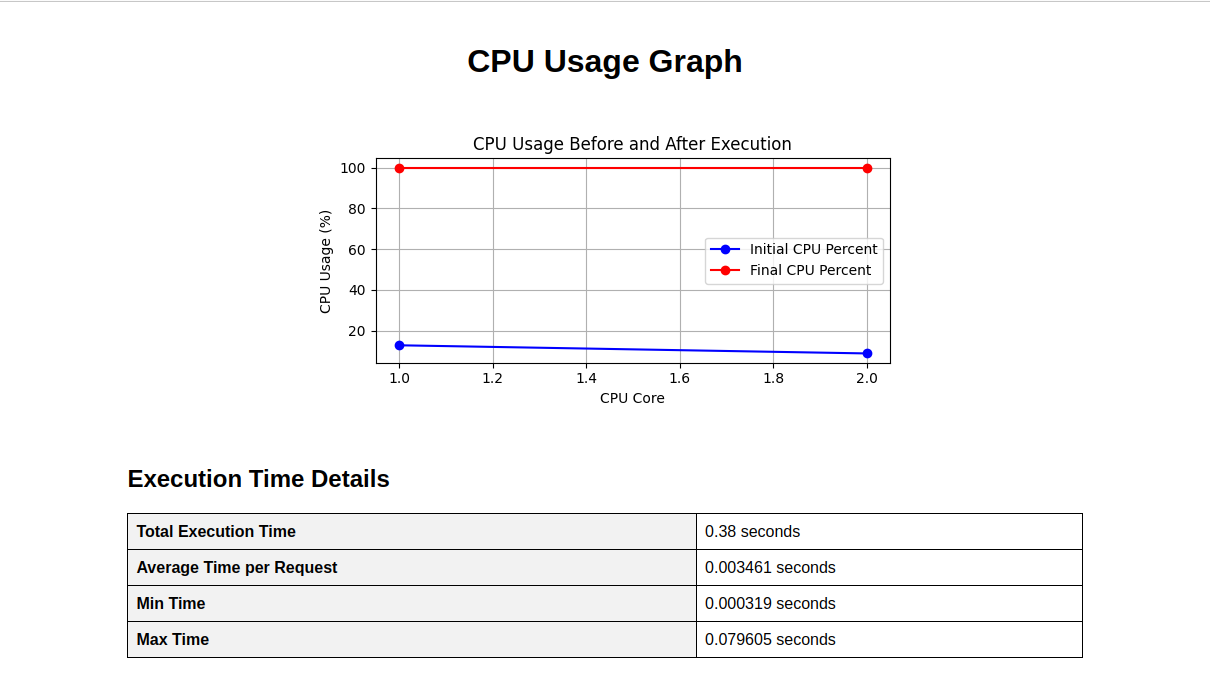 CPU Usage Graph
CPU Usage Before and After Execution
CPU Usage (%)
100
80
60
40
20
Initial CPU Percent
Final CPU Percent
1.0 1.2 1.4 1.6 1.8 2.0
CPU Core
Execution Time Details
Total Execution Time 0.38 seconds
Average Time per Request 0.003461 seconds
Min Time 0.000319 seconds
Max Time 0.079605 seconds